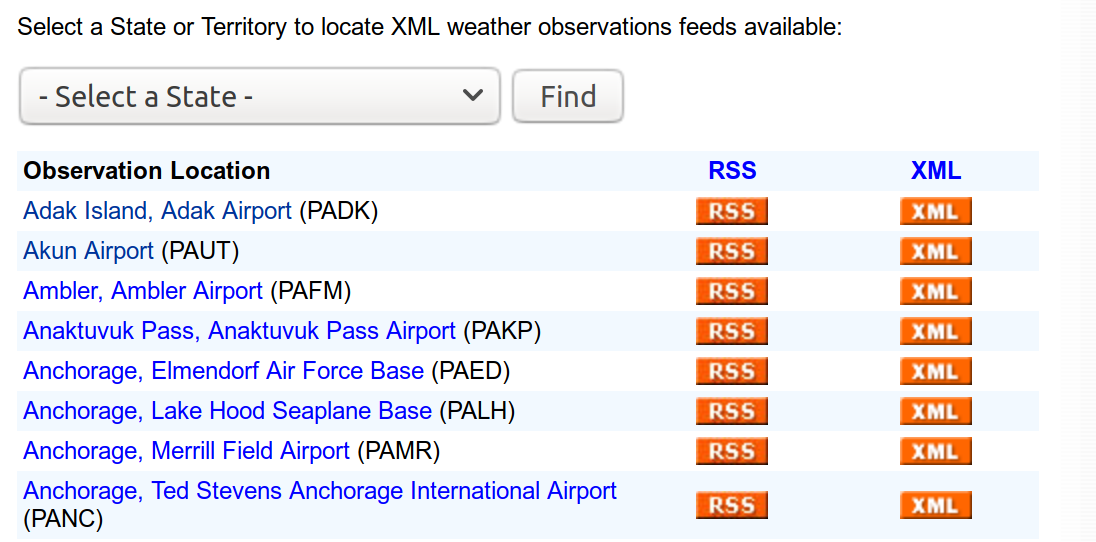 Select a State or Territory to locate XML weather observations feeds available:
- Select a State - Find
Observation Location RSS XML
Adak Island, Adak Airport (PADK) RSS XML
Akun Airport (PAUT) RSS XML
Ambler, Ambler Airport (PAFM) RSS XML
Anaktuvuk Pass, Anaktuvuk Pass Airport (PAKP) RSS XML
Anchorage, Elmendorf Air Force Base (PAED) RSS XML
Anchorage, Lake Hood Seaplane Base (PALH) RSS XML
Anchorage, Merrill Field Airport (PAMR) RSS XML
Anchorage, Ted Stevens Anchorage International Airport
(PANC) RSS XML